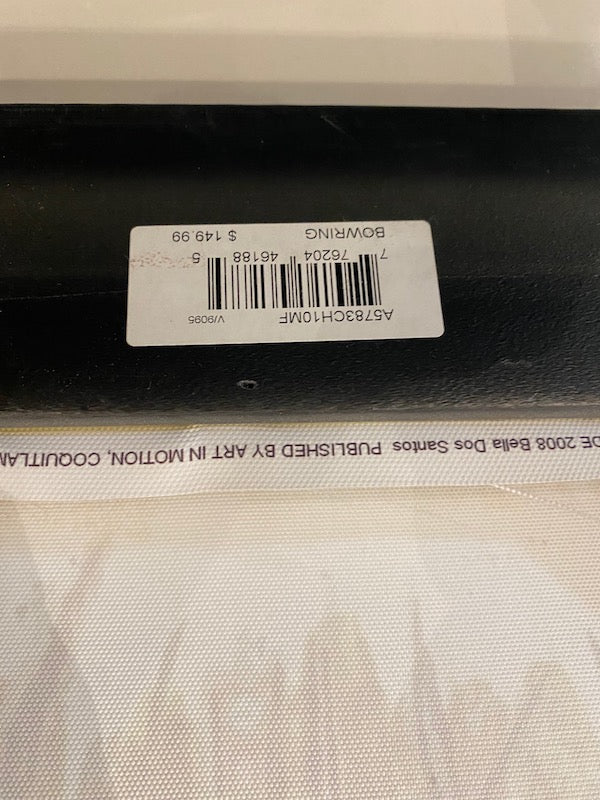 A5783CH10MF V/9095
7 76204 46188 5
BOWRING $ 149.99
DE 2008 Bella Dos Santos PUBLISHED BY ART IN MOTION, COQUITLAM